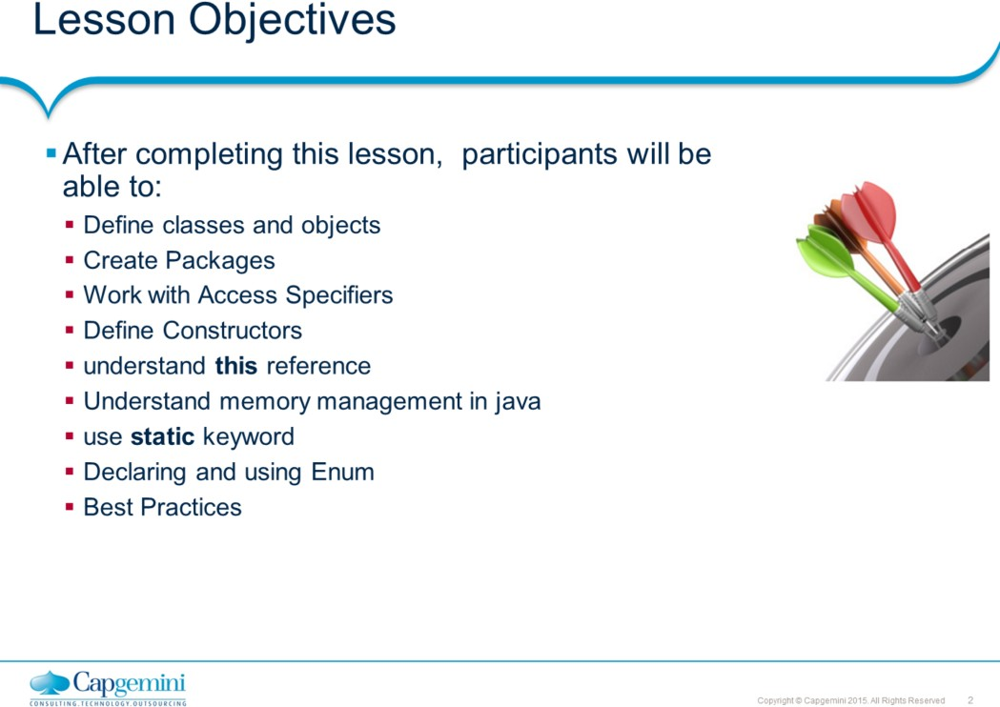 Lesson Objectives
After completing this lesson, participants will be
able to:
Define classes and objects
Create Packages
Work with Access Specifiers
Define Constructors
understand this reference
Understand memory management in java
use static keyword
Declaring and using Enum
Best Practices
Capgemini
CONSULTING.TECHNOLOGY.OUTSOURCING
Copyright © Capgemini 2015. All Rights Reserved 2